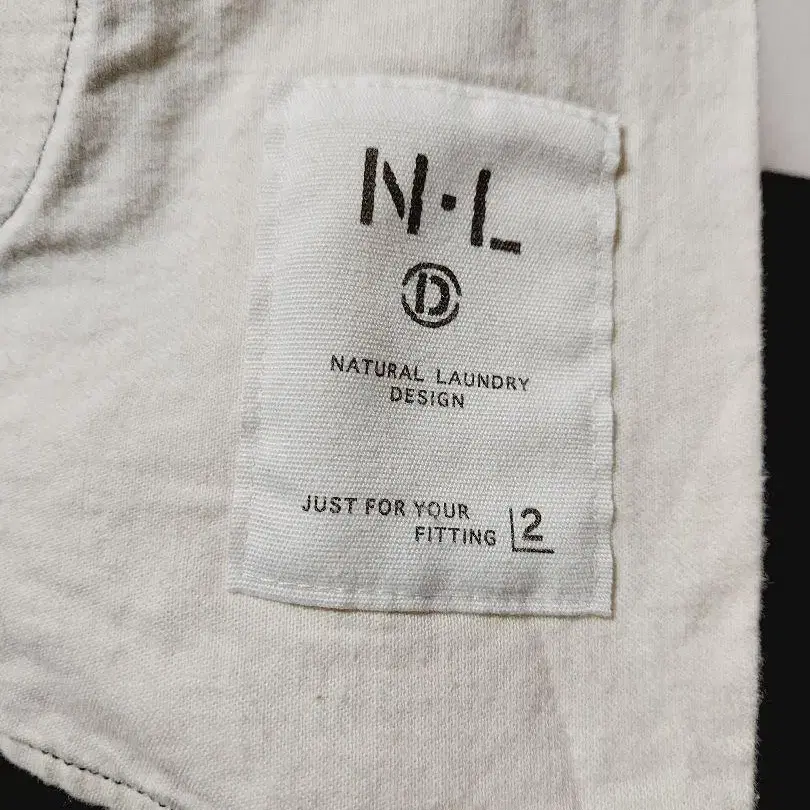 N·L
D
NATURAL LAUNDRY
DESIGN
JUST FOR YOUR
FITTING 2